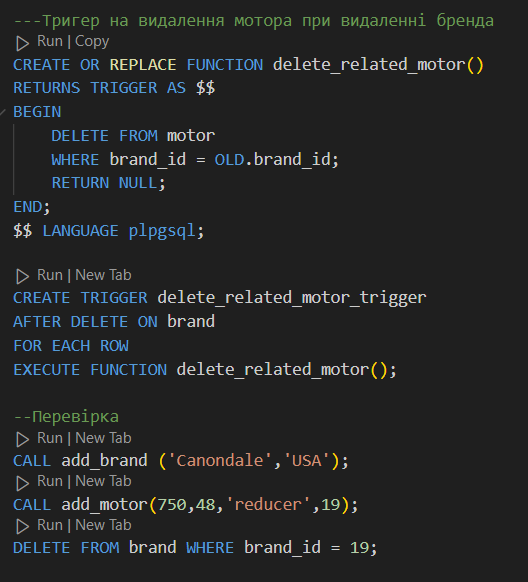 ---Тригер на видалення мотора при видаленні бренда
Run | Copy
CREATE OR REPLACE FUNCTION delete_related_motor()
RETURNS TRIGGER AS $$
BEGIN
    DELETE FROM motor
    WHERE brand_id = OLD.brand_id;
    RETURN NULL;
END;
$$ LANGUAGE plpgsql;
Run | New Tab
CREATE TRIGGER delete_related_motor_trigger
AFTER DELETE ON brand
FOR EACH ROW
EXECUTE FUNCTION delete_related_motor();
--Перевірка
Run | New Tab
CALL add_brand ('Canondale','USA');
Run | New Tab
CALL add_motor(750,48,'reducer',19);
Run | New Tab
DELETE FROM brand WHERE brand_id = 19;